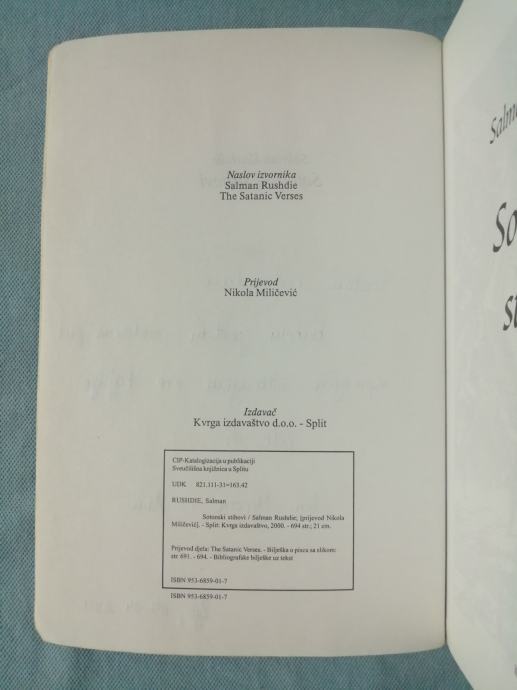 Naslov izvornika
Salman Rushdie
The Satanic Verses
Prijevod
Nikola Miličević
Izdavač
Kvrga izdavaštvo d.o.o. - Split
CIP-Katalogizacija u publikaciji
Sveučilišna knjižnica u Splitu
UDK 821.111-31=163.42
RUSHDIE, Salman
Sotonski stihovi / Salman Rushdie; [prijevod Nikola
Miličević]. - Split: Kvrga izdavaštvo, 2000. - 694 str.; 21 cm.
Prijevod djela: The Satanic Verses. - Bilješka o piscu sa slikom:
str. 691. - 694. - Bibliografske bilješke uz tekst
ISBN 953-6859-01-7
ISBN 953-6859-01-7
Salm
So
st